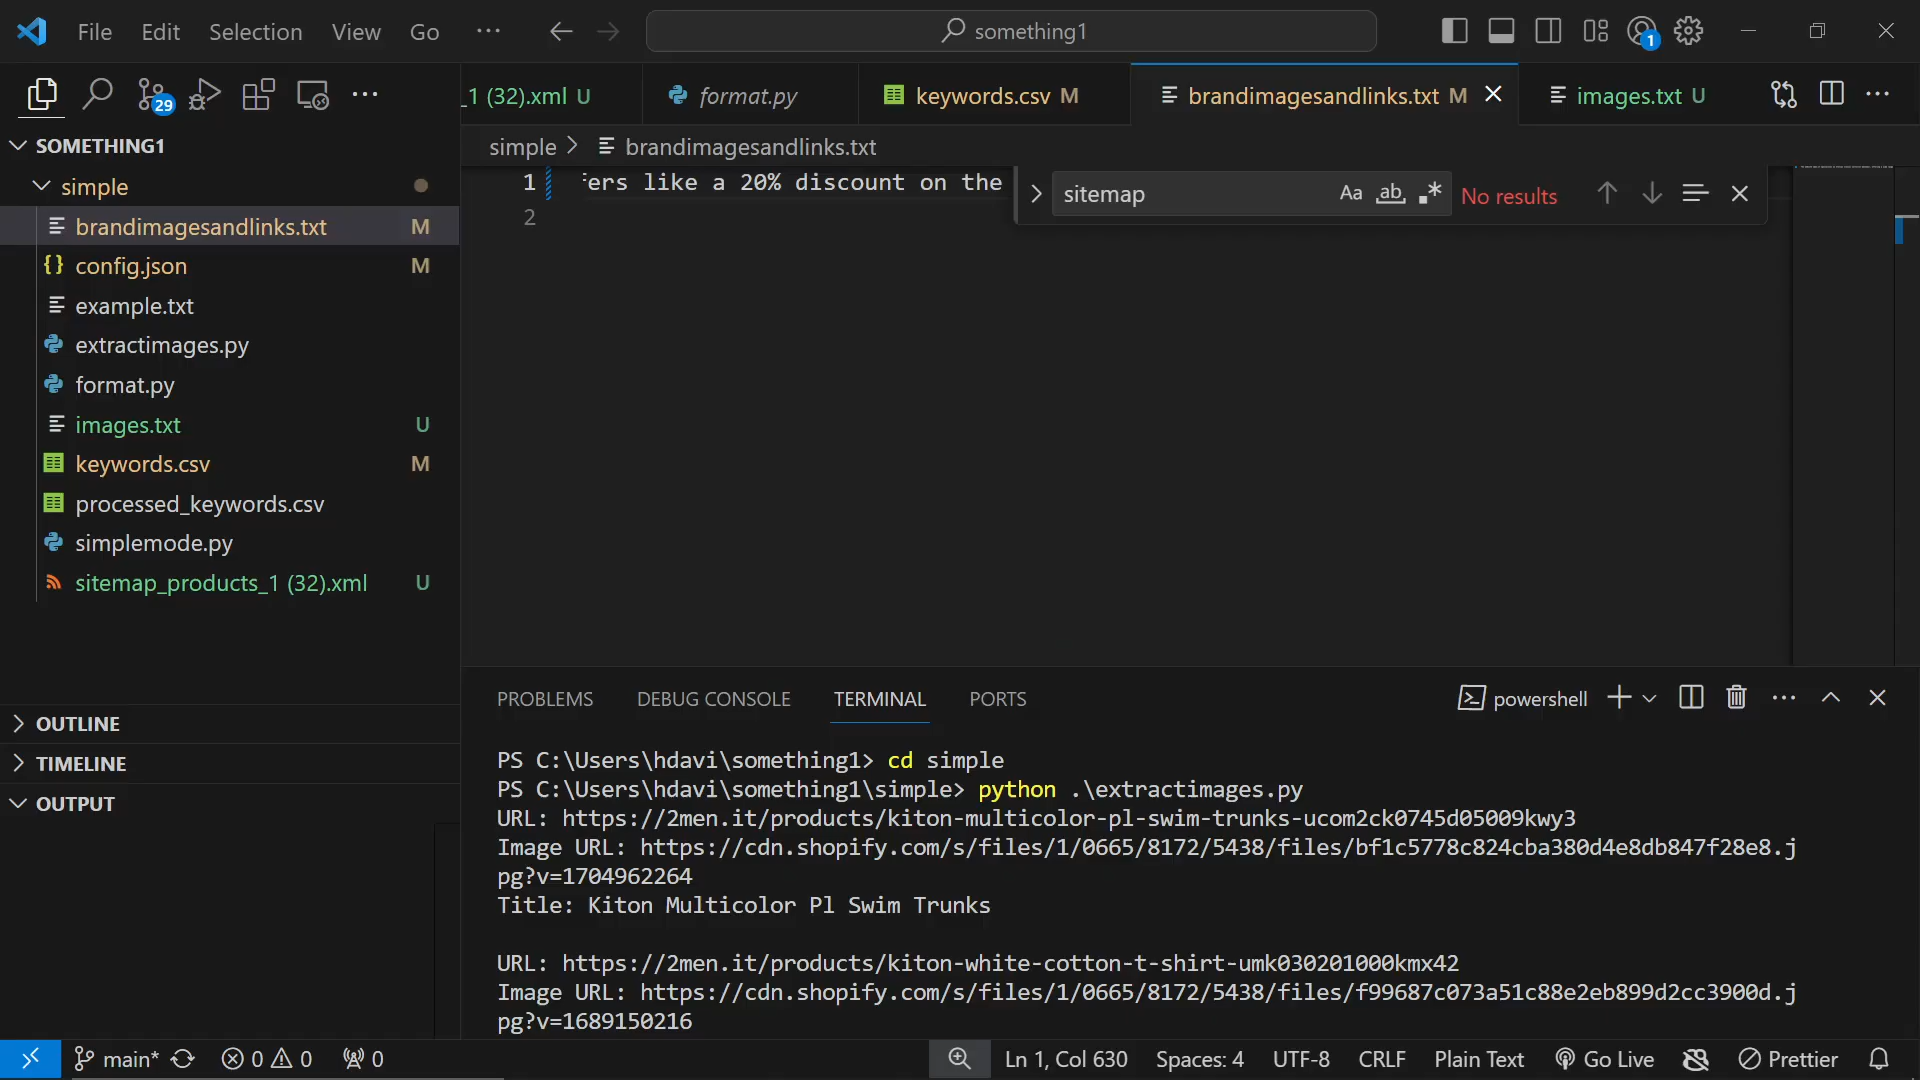 File Edit Selection View Go ··· something1 1
29 ···
_1 (32).xml U format.py keywords.csv M brandimagesandlinks.txt M images.txt U ···
SOMETHING1
simple
brandimagesandlinks.txt M
config.json M
example.txt
extractimages.py
format.py
images.txt U
keywords.csv M
processed_keywords.csv
simplemode.py
sitemap_products_1 (32).xml U
OUTLINE
TIMELINE
OUTPUT
simple > brandimagesandlinks.txt
1 fers like a 20% discount on the
2
sitemap Aa ab .* No results
PROBLEMS DEBUG CONSOLE TERMINAL PORTS powershell
PS C:\Users\hdavi\something1> cd simple
PS C:\Users\hdavi\something1\simple> python .\extractimages.py
URL: https://2men.it/products/kiton-multicolor-pl-swim-trunks-ucom2ck0745d05009kwy3
Image URL: https://cdn.shopify.com/s/files/1/0665/8172/5438/files/bf1c5778c824cba380d4e8db847f28e8.j
pg?v=1704962264
Title: Kiton Multicolor Pl Swim Trunks
URL: https://2men.it/products/kiton-white-cotton-t-shirt-umk030201000kmx42
Image URL: https://cdn.shopify.com/s/files/1/0665/8172/5438/files/f99687c073a51c88e2eb899d2cc3900d.j
pg?v=1689150216
main* 0 0 0 Ln 1, Col 630 Spaces: 4 UTF-8 CRLF Plain Text Go Live Prettier